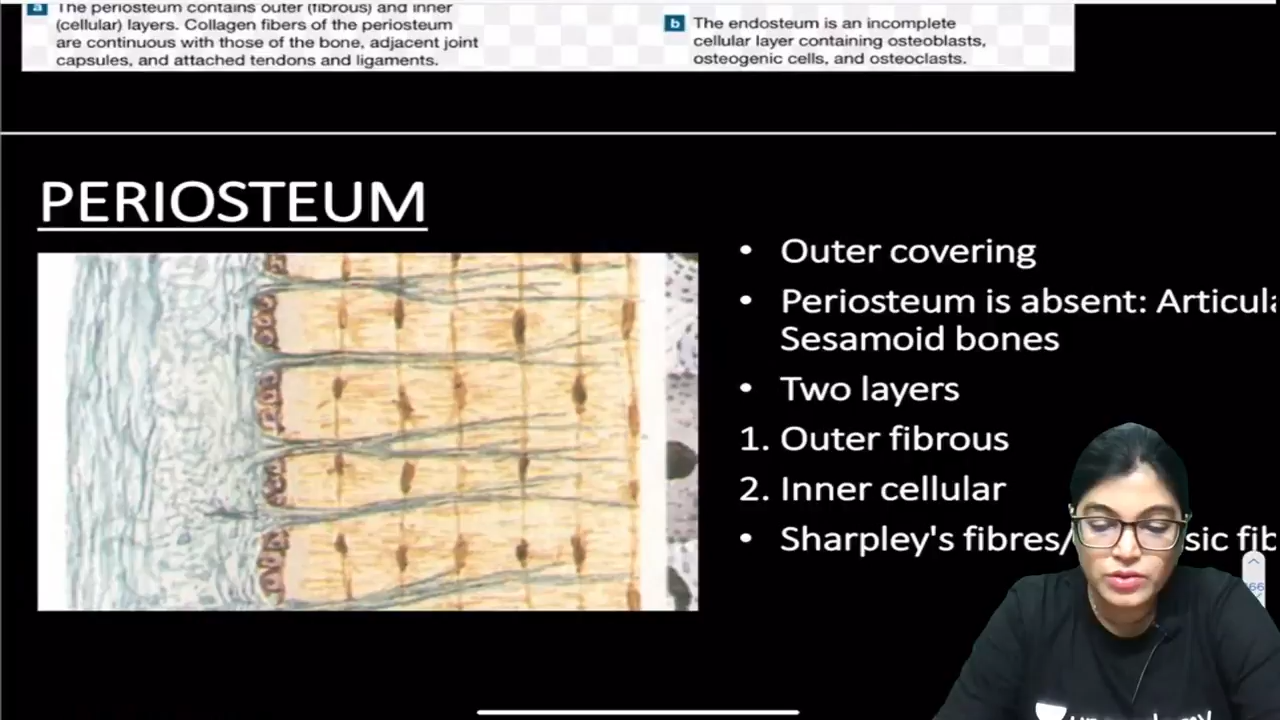 a The periosteum contains outer (fibrous) and inner
(cellular) layers. Collagen fibers of the periosteum
are continuous with those of the bone, adjacent joint
capsules, and attached tendons and ligaments.
b The endosteum is an incomplete
cellular layer containing osteoblasts,
osteogenic cells, and osteoclasts.
PERIOSTEUM
• Outer covering
• Periosteum is absent:
Sesamoid bones
• Two layers
1. Outer fibrous
2. Inner cellular
• Sharpley's fibres/